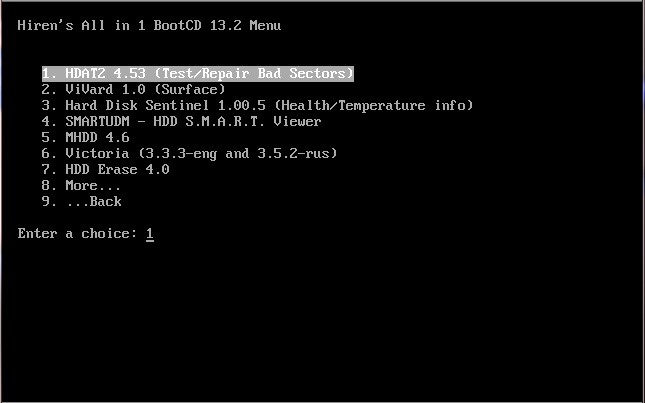 Hiren's All in 1 BootCD 13.2 Menu
1. HDAT2 4.53 (Test/Repair Bad Sectors)
2. ViVard 1.0 (Surface)
3. Hard Disk Sentinel 1.00.5 (Health/Temperature info)
4. SMARTUDM - HDD S.M.A.R.T. Viewer
5. MHDD 4.6
6. Victoria (3.3.3-eng and 3.5.2-rus)
7. HDD Erase 4.0
8. More...
9. ...Back
Enter a choice: 1